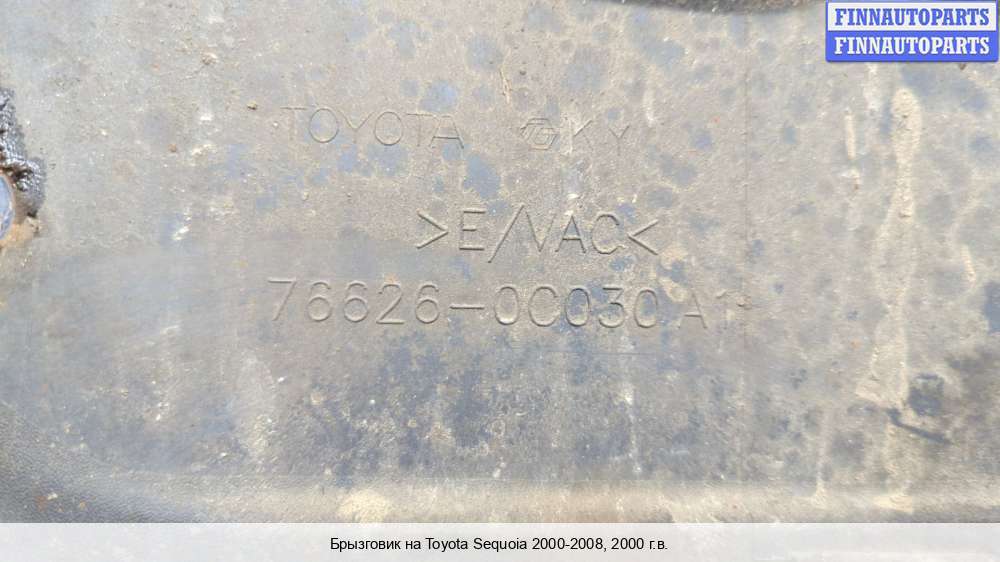 FINNAUTOPARTS
FINNAUTOPARTS
TOYOTA KY
>E/VAC<
76626-0C030 A1
Брызговик на Toyota Sequoia 2000-2008, 2000 г.в.